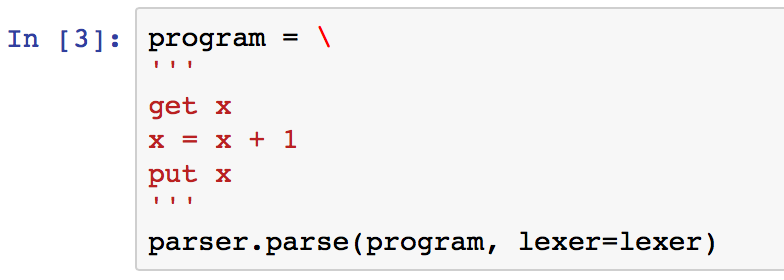 In [3]: program = \
'''
get x
x = x + 1
put x
'''
parser.parse(program, lexer=lexer)